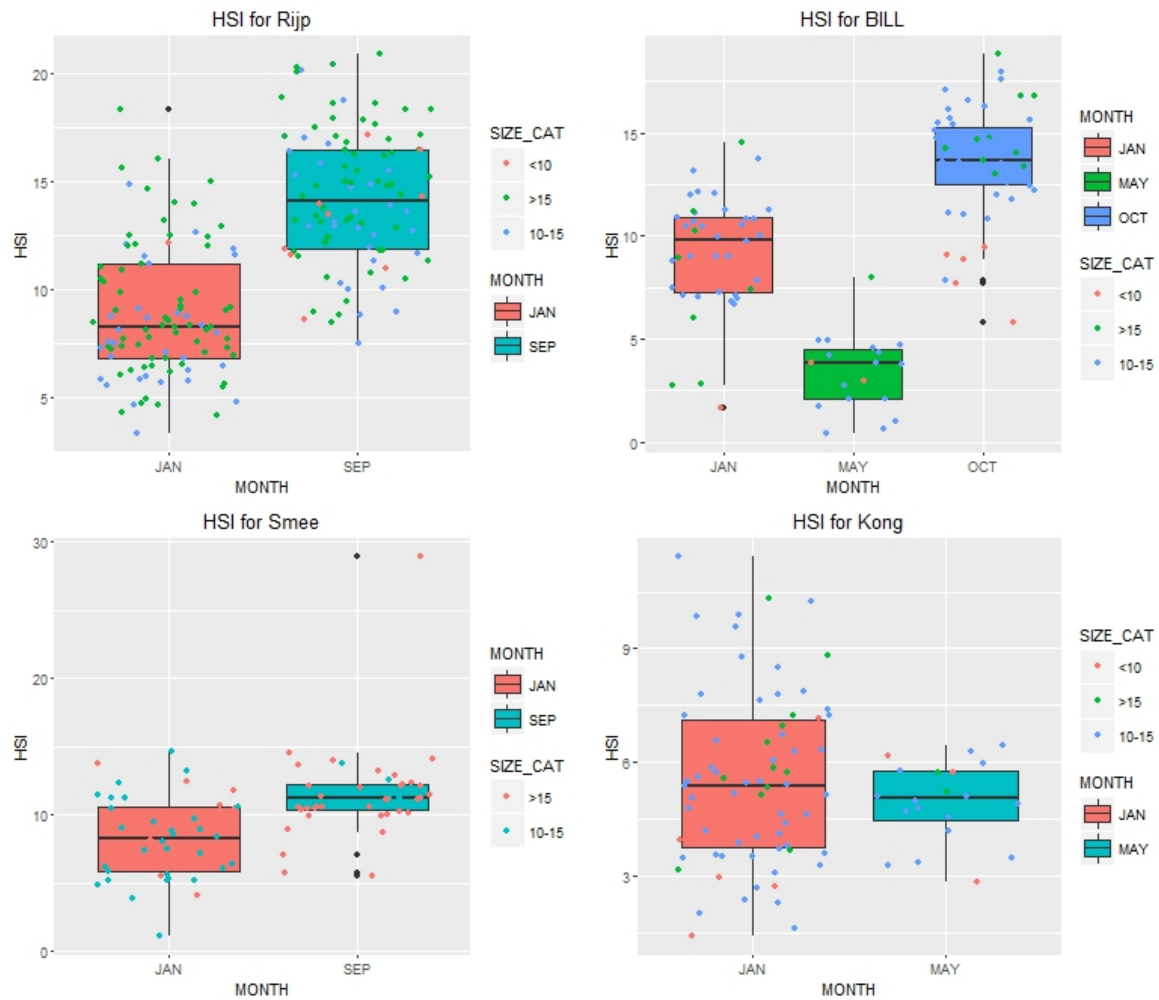 HSI for Rijp
20
15
10
5
HSI
JAN SEP
MONTH
SIZE_CAT
<10
>15
10-15
MONTH
JAN
SEP
HSI for BILL
15
10
5
0
HSI
JAN MAY OCT
MONTH
MONTH
JAN
MAY
OCT
SIZE_CAT
<10
>15
10-15
HSI for Smee
30
20
10
0
HSI
JAN SEP
MONTH
MONTH
JAN
SEP
SIZE_CAT
>15
10-15
HSI for Kong
9
6
3
HSI
JAN MAY
MONTH
SIZE_CAT
<10
>15
10-15
MONTH
JAN
MAY